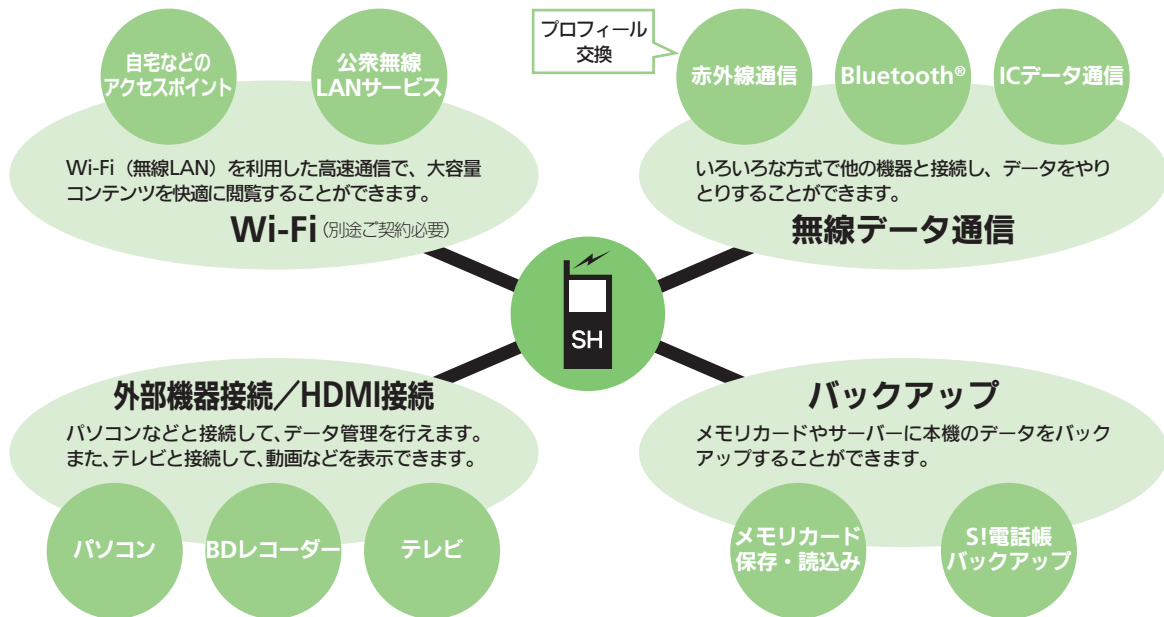 自宅などの
アクセスポイント
公衆無線
LANサービス
Wi-Fi（無線LAN）を利用した高速通信で、大容量
コンテンツを快適に閲覧することができます。
Wi-Fi（別途ご契約必要）
プロフィール
交換
赤外線通信
Bluetooth®
ICデータ通信
いろいろな方式で他の機器と接続し、データをやり
とりすることができます。
無線データ通信
SH
外部機器接続／HDMI接続
パソコンなどと接続して、データ管理を行えます。
また、テレビと接続して、動画などを表示できます。
パソコン
BDレコーダー
テレビ
バックアップ
メモリカードやサーバーに本機のデータをバック
アップすることができます。
メモリカード
保存・読込み
S!電話帳
バックアップ